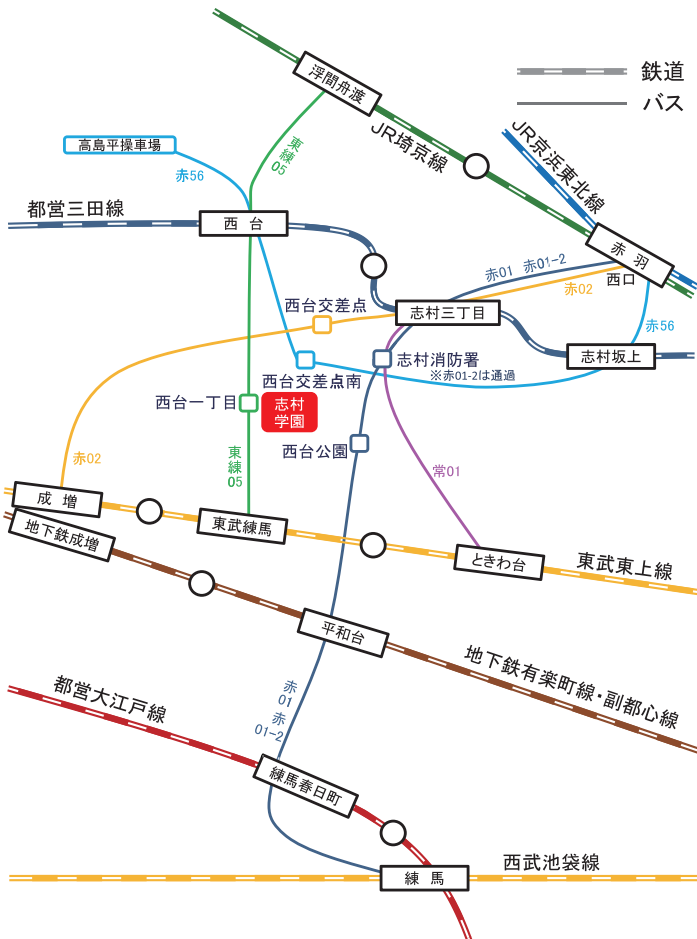 鉄道
バス
浮間舟渡
東練05
JR埼京線
JR京浜東北線
高島平操車場
赤56
都営三田線
西台
赤羽
西口
赤01 赤01-2
赤02
赤56
西台交差点
志村三丁目
志村坂上
志村消防署
※赤01-2は通過
西台交差点南
西台一丁目
志村
学園
西台公園
赤02
東練05
常01
成増
地下鉄成増
東武練馬
ときわ台
東武東上線
平和台
地下鉄有楽町線・副都心線
都営大江戸線
赤01
赤01-2
練馬春日町
西武池袋線
練馬